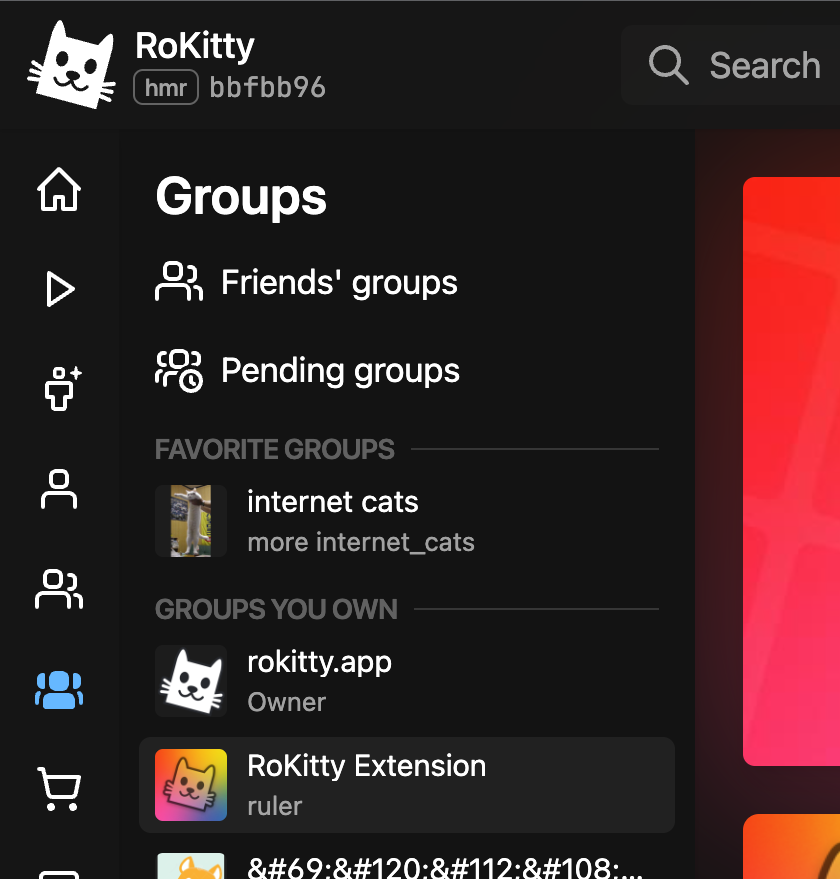 RoKitty
hmr bbfbb96
Search
Groups
Friends' groups
Pending groups
FAVORITE GROUPS
internet cats
more internet_cats
GROUPS YOU OWN
rokitty.app
Owner
RoKitty Extension
ruler
&#69;&#120;&#112;&#108;...